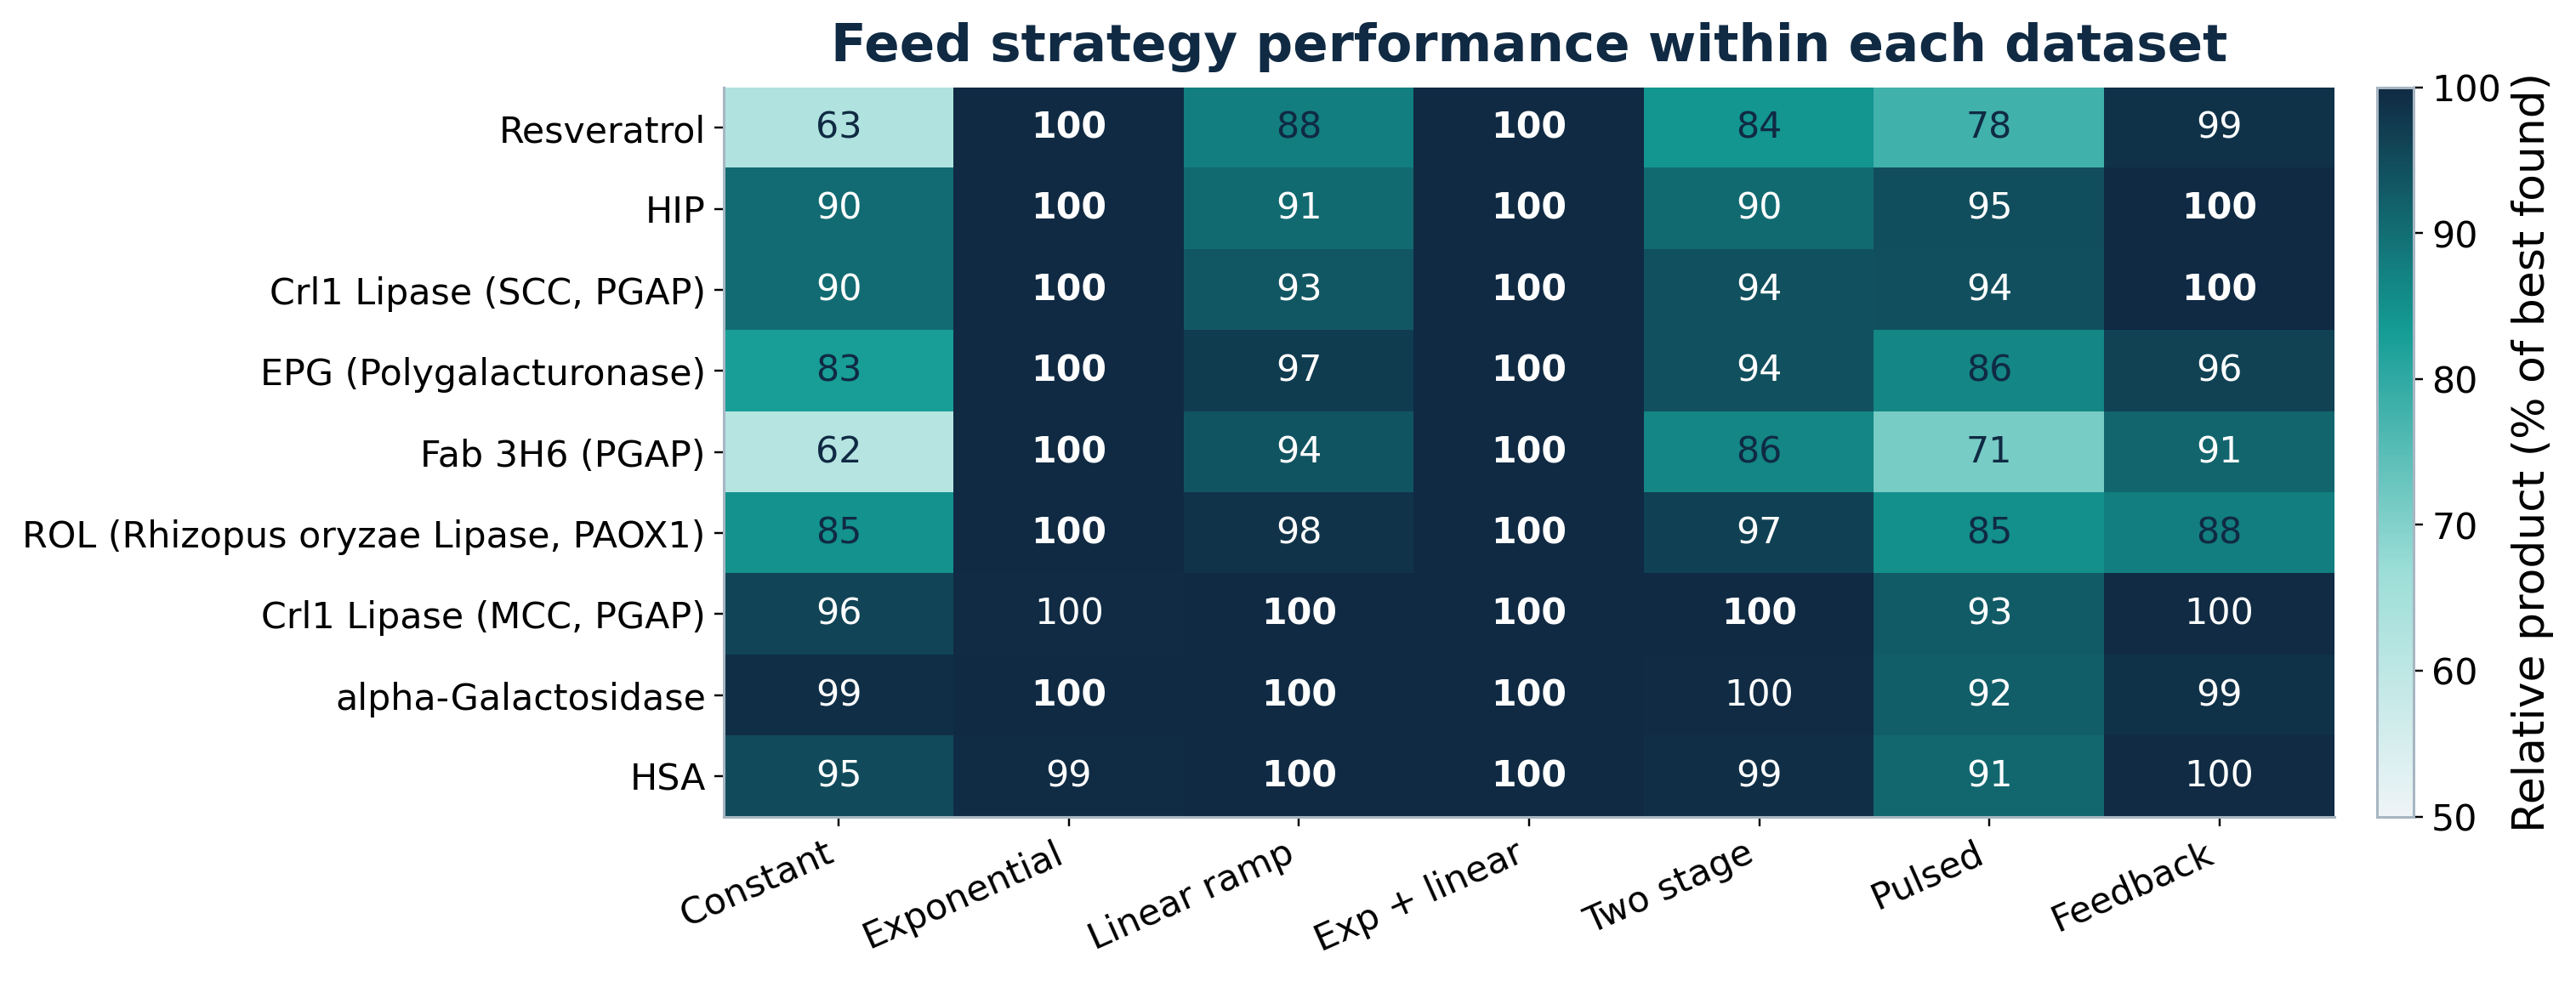 Feed strategy performance within each dataset
Resveratrol 63 100 88 100 84 78 99
HIP 90 100 91 100 90 95 100
Crl1 Lipase (SCC, PGAP) 90 100 93 100 94 94 100
EPG (Polygalacturonase) 83 100 97 100 94 86 96
Fab 3H6 (PGAP) 62 100 94 100 86 71 91
ROL (Rhizopus oryzae Lipase, PAOX1) 85 100 98 100 97 85 88
Crl1 Lipase (MCC, PGAP) 96 100 100 100 100 93 100
alpha-Galactosidase 99 100 100 100 100 92 99
HSA 95 99 100 100 99 91 100
Constant
Exponential
Linear ramp
Exp + linear
Two stage
Pulsed
Feedback
100
90
80
70
60
50
Relative product (% of best found)